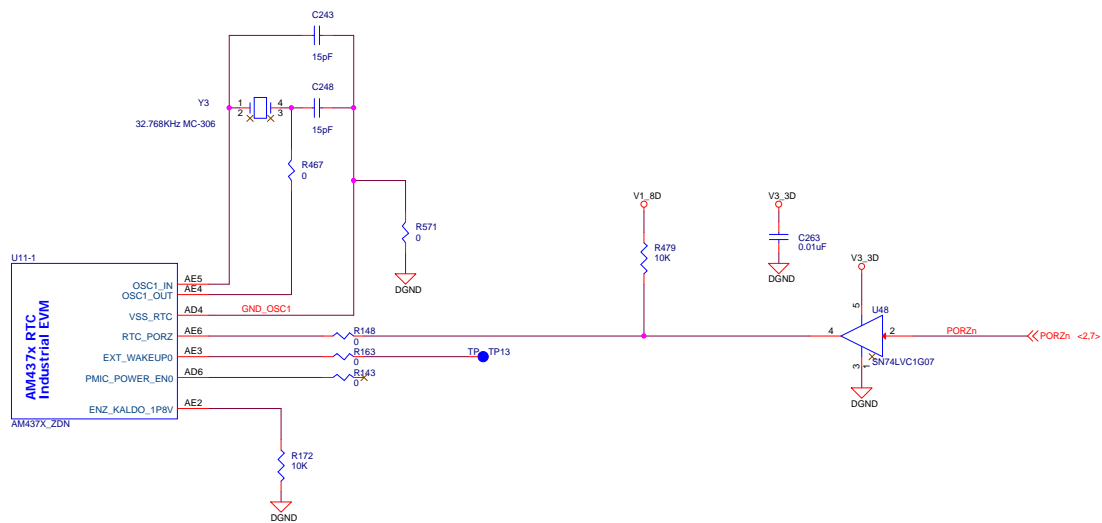 C243
15pF
C248
15pF
Y3
1
2
4
3
32.768KHz MC-306
R467
0
R571
0
DGND
V1_8D
R479
10K
V3_3D
C263
0.01uF
DGND
V3_3D
5
U48
4
2
3
1
SN74LVC1G07
DGND
PORZn
PORZn <2,7>
U11-1
AM437x RTC
Industrial EVM
OSC1_IN
AE5
OSC1_OUT
AE4
VSS_RTC
AD4
GND_OSC1
RTC_PORZ
AE6
R148
0
EXT_WAKEUP0
AE3
R163
0
TP
TP13
PMIC_POWER_EN0
AD6
R143
0
ENZ_KALDO_1P8V
AE2
AM437X_ZDN
R172
10K
DGND